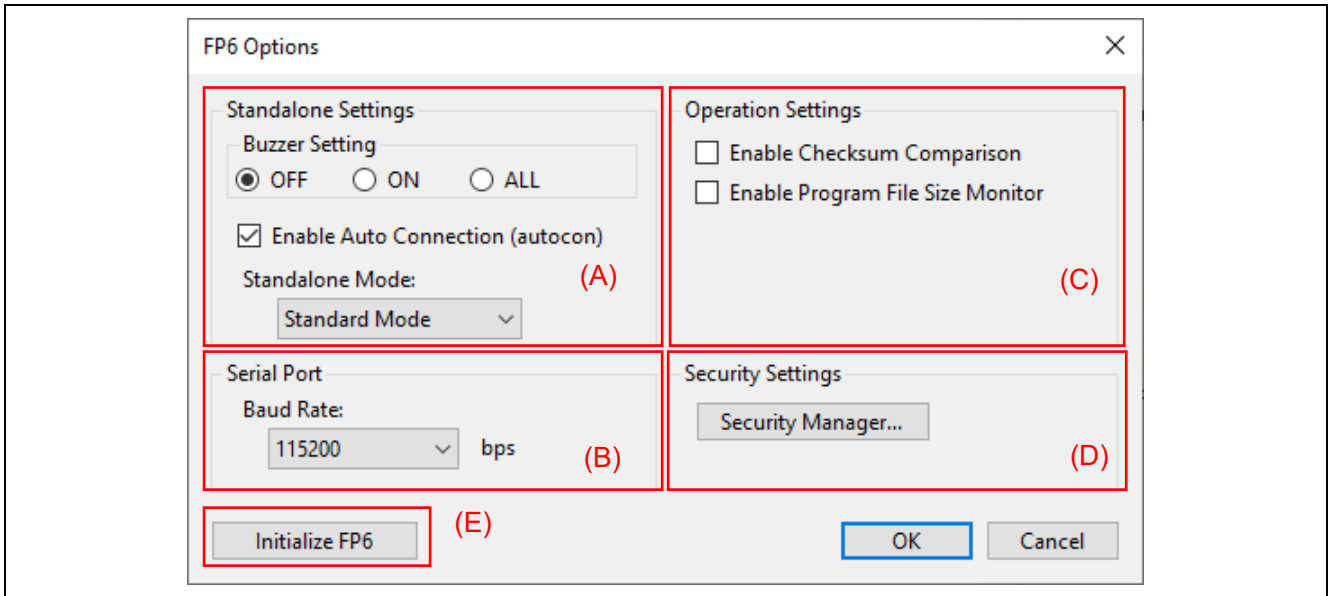 FP6 Options
Standalone Settings
Buzzer Setting
OFF ON ALL
Enable Auto Connection (autocon)
Standalone Mode:
Standard Mode
(A)
Operation Settings
Enable Checksum Comparison
Enable Program File Size Monitor
(C)
Serial Port
Baud Rate:
115200 bps
(B)
Security Settings
Security Manager...
(D)
Initialize FP6
(E)
OK Cancel